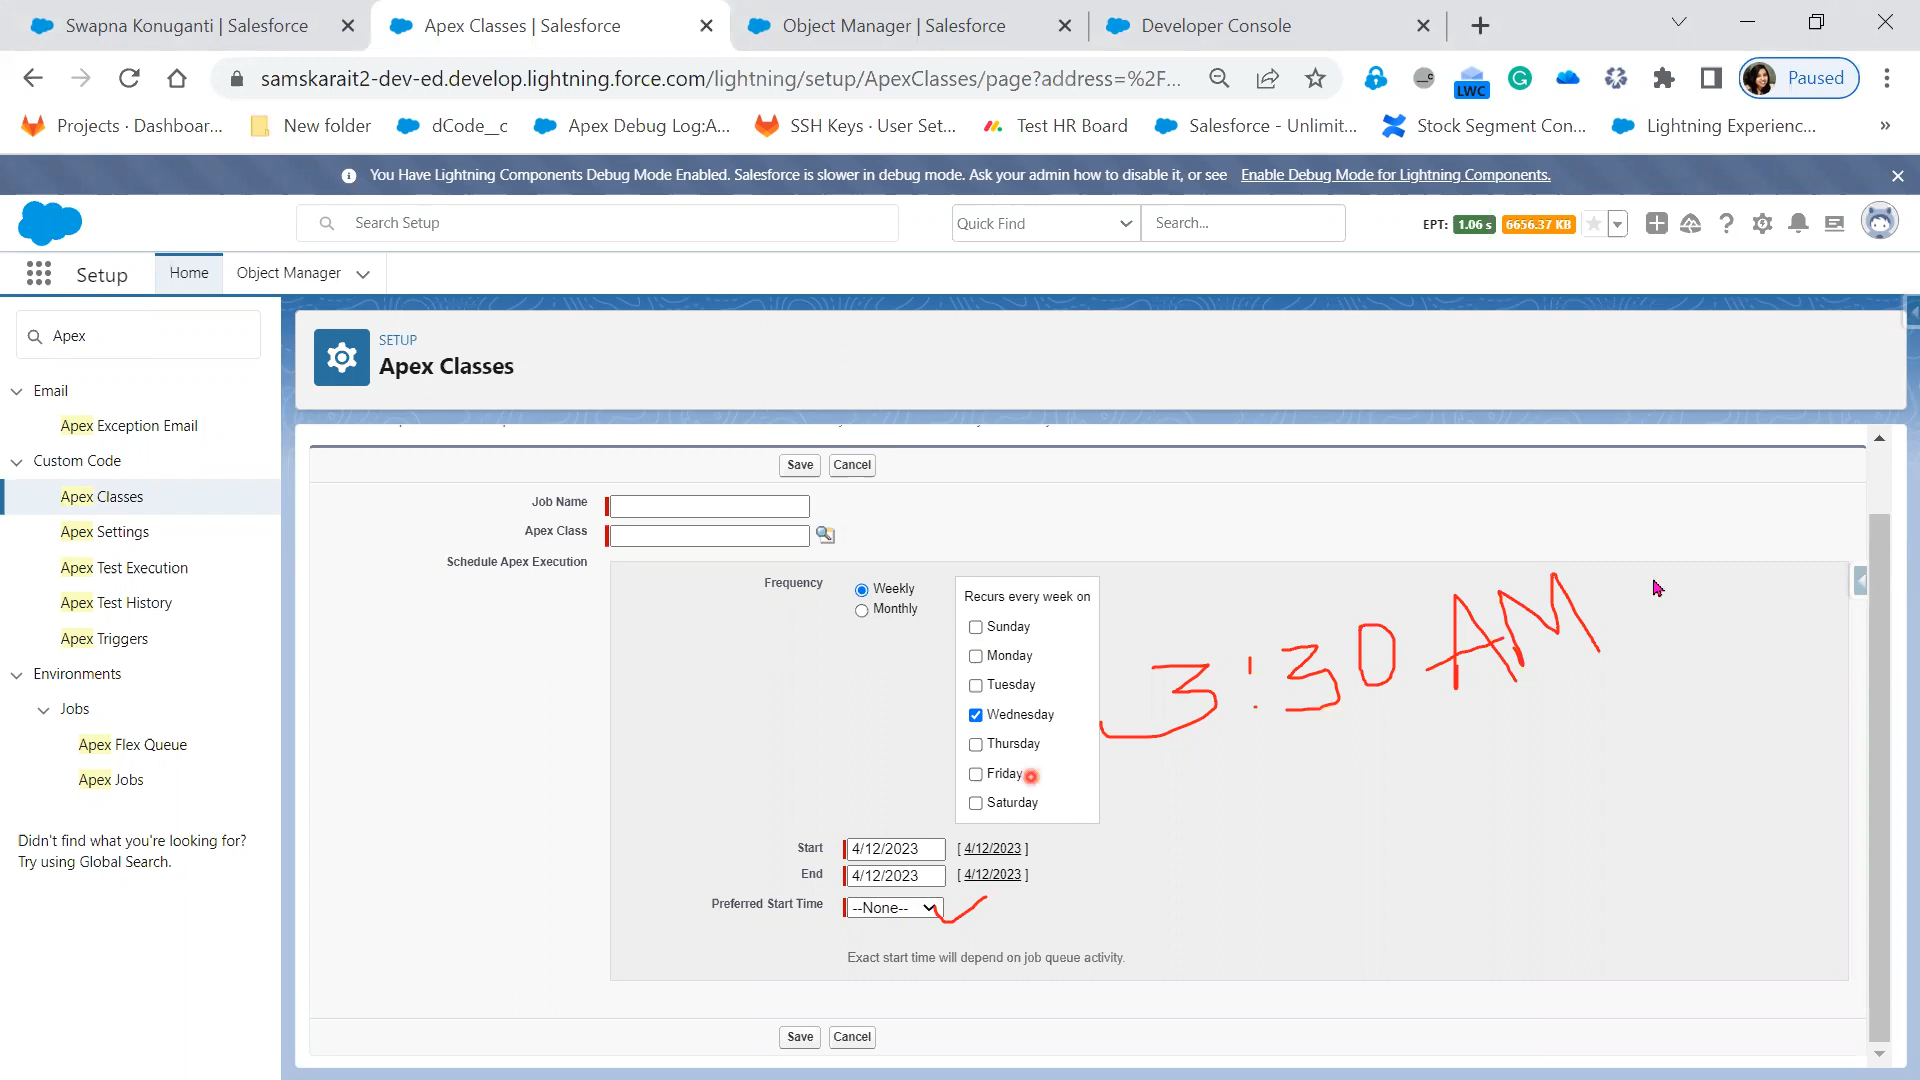 Swapna Konuganti | Salesforce
Apex Classes | Salesforce
Object Manager | Salesforce
Developer Console
samskarait2-dev-ed.develop.lightning.force.com/lightning/setup/ApexClasses/page?address=%2F...
LWC
Paused
Projects · Dashboar...
New folder
dCode__c
Apex Debug Log:A...
SSH Keys · User Set...
Test HR Board
Salesforce - Unlimit...
Stock Segment Con...
Lightning Experienc...
»
You Have Lightning Components Debug Mode Enabled. Salesforce is slower in debug mode. Ask your admin how to disable it, or see Enable Debug Mode for Lightning Components.
Search Setup
Quick Find
Search...
EPT: 1.06 s 6656.37 KB
Setup
Home
Object Manager
Apex
Email
Apex Exception Email
Custom Code
Apex Classes
Apex Settings
Apex Test Execution
Apex Test History
Apex Triggers
Environments
Jobs
Apex Flex Queue
Apex Jobs
Didn't find what you're looking for?
Try using Global Search.
SETUP
Apex Classes
Save Cancel
Job Name
Apex Class
Schedule Apex Execution
Frequency
Weekly
Monthly
Recurs every week on
Sunday
Monday
Tuesday
Wednesday
Thursday
Friday
Saturday
3:30 AM
Start 4/12/2023 [ 4/12/2023 ]
End 4/12/2023 [ 4/12/2023 ]
Preferred Start Time --None--
Exact start time will depend on job queue activity.
Save Cancel